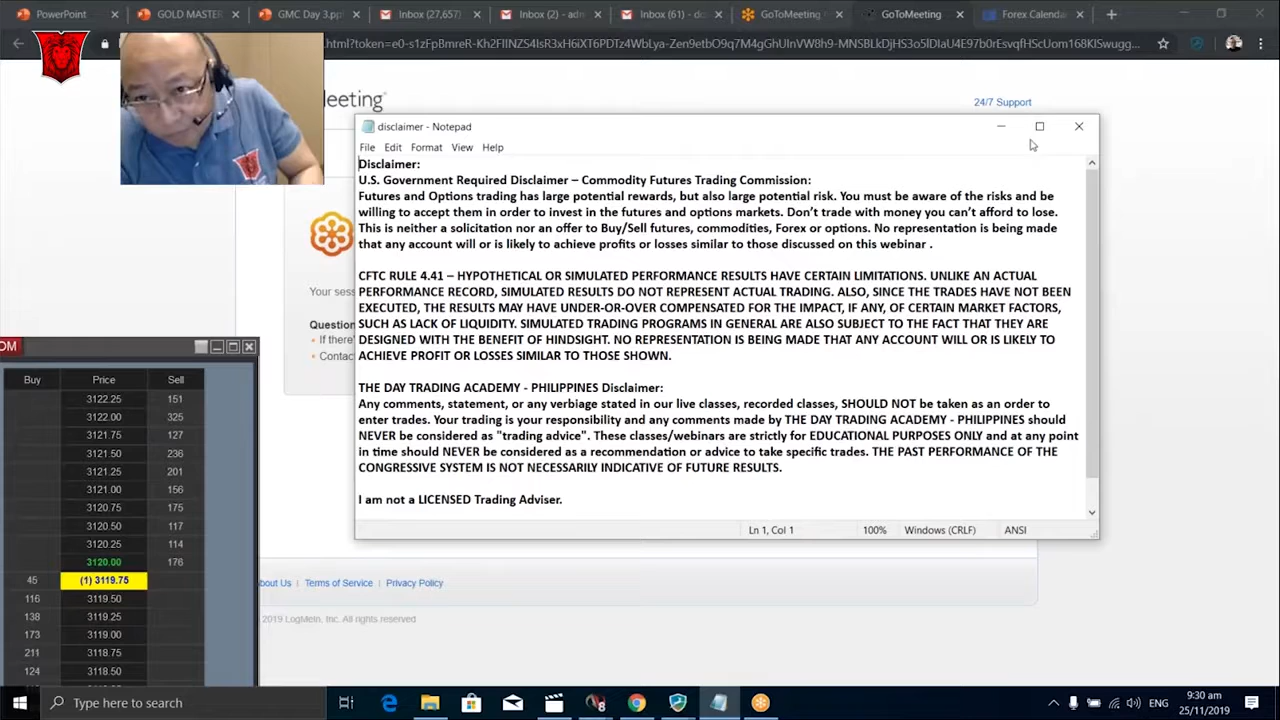 PowerPoint
GOLD MASTER
GMC Day 3.pp
Inbox (27,657)
Inbox (2) - adm
Inbox (61) - do
GoToMeeting
GoToMeeting
Forex Calenda
24/7 Support
Meeting
disclaimer - Notepad
File Edit Format View Help
Disclaimer:
U.S. Government Required Disclaimer – Commodity Futures Trading Commission:
Futures and Options trading has large potential rewards, but also large potential risk. You must be aware of the risks and be
willing to accept them in order to invest in the futures and options markets. Don't trade with money you can't afford to lose.
This is neither a solicitation nor an offer to Buy/Sell futures, commodities, Forex or options. No representation is being made
that any account will or is likely to achieve profits or losses similar to those discussed on this webinar .
CFTC RULE 4.41 – HYPOTHETICAL OR SIMULATED PERFORMANCE RESULTS HAVE CERTAIN LIMITATIONS. UNLIKE AN ACTUAL
PERFORMANCE RECORD, SIMULATED RESULTS DO NOT REPRESENT ACTUAL TRADING. ALSO, SINCE THE TRADES HAVE NOT BEEN
EXECUTED, THE RESULTS MAY HAVE UNDER-OR-OVER COMPENSATED FOR THE IMPACT, IF ANY, OF CERTAIN MARKET FACTORS,
SUCH AS LACK OF LIQUIDITY. SIMULATED TRADING PROGRAMS IN GENERAL ARE ALSO SUBJECT TO THE FACT THAT THEY ARE
DESIGNED WITH THE BENEFIT OF HINDSIGHT. NO REPRESENTATION IS BEING MADE THAT ANY ACCOUNT WILL OR IS LIKELY TO
ACHIEVE PROFIT OR LOSSES SIMILAR TO THOSE SHOWN.
THE DAY TRADING ACADEMY - PHILIPPINES Disclaimer:
Any comments, statement, or any verbiage stated in our live classes, recorded classes, SHOULD NOT be taken as an order to
enter trades. Your trading is your responsibility and any comments made by THE DAY TRADING ACADEMY - PHILIPPINES should
NEVER be considered as "trading advice". These classes/webinars are strictly for EDUCATIONAL PURPOSES ONLY and at any point
in time should NEVER be considered as a recommendation or advice to take specific trades. THE PAST PERFORMANCE OF THE
CONGRESSIVE SYSTEM IS NOT NECESSARILY INDICATIVE OF FUTURE RESULTS.
I am not a LICENSED Trading Adviser.
Ln 1, Col 1 100% Windows (CRLF) ANSI
Your ses
Question
If there'
Contac
OM
Buy Price Sell
3122.25 151
3122.00 325
3121.75 127
3121.50 236
3121.25 201
3121.00 156
3120.75 175
3120.50 117
3120.25 114
3120.00 176
45 (1) 3119.75
116 3119.50
138 3119.25
173 3119.00
211 3118.75
124 3118.50
bout Us | Terms of Service | Privacy Policy
2019 LogMeIn, Inc. All rights reserved
Type here to search
ENG
9:30 am
25/11/2019